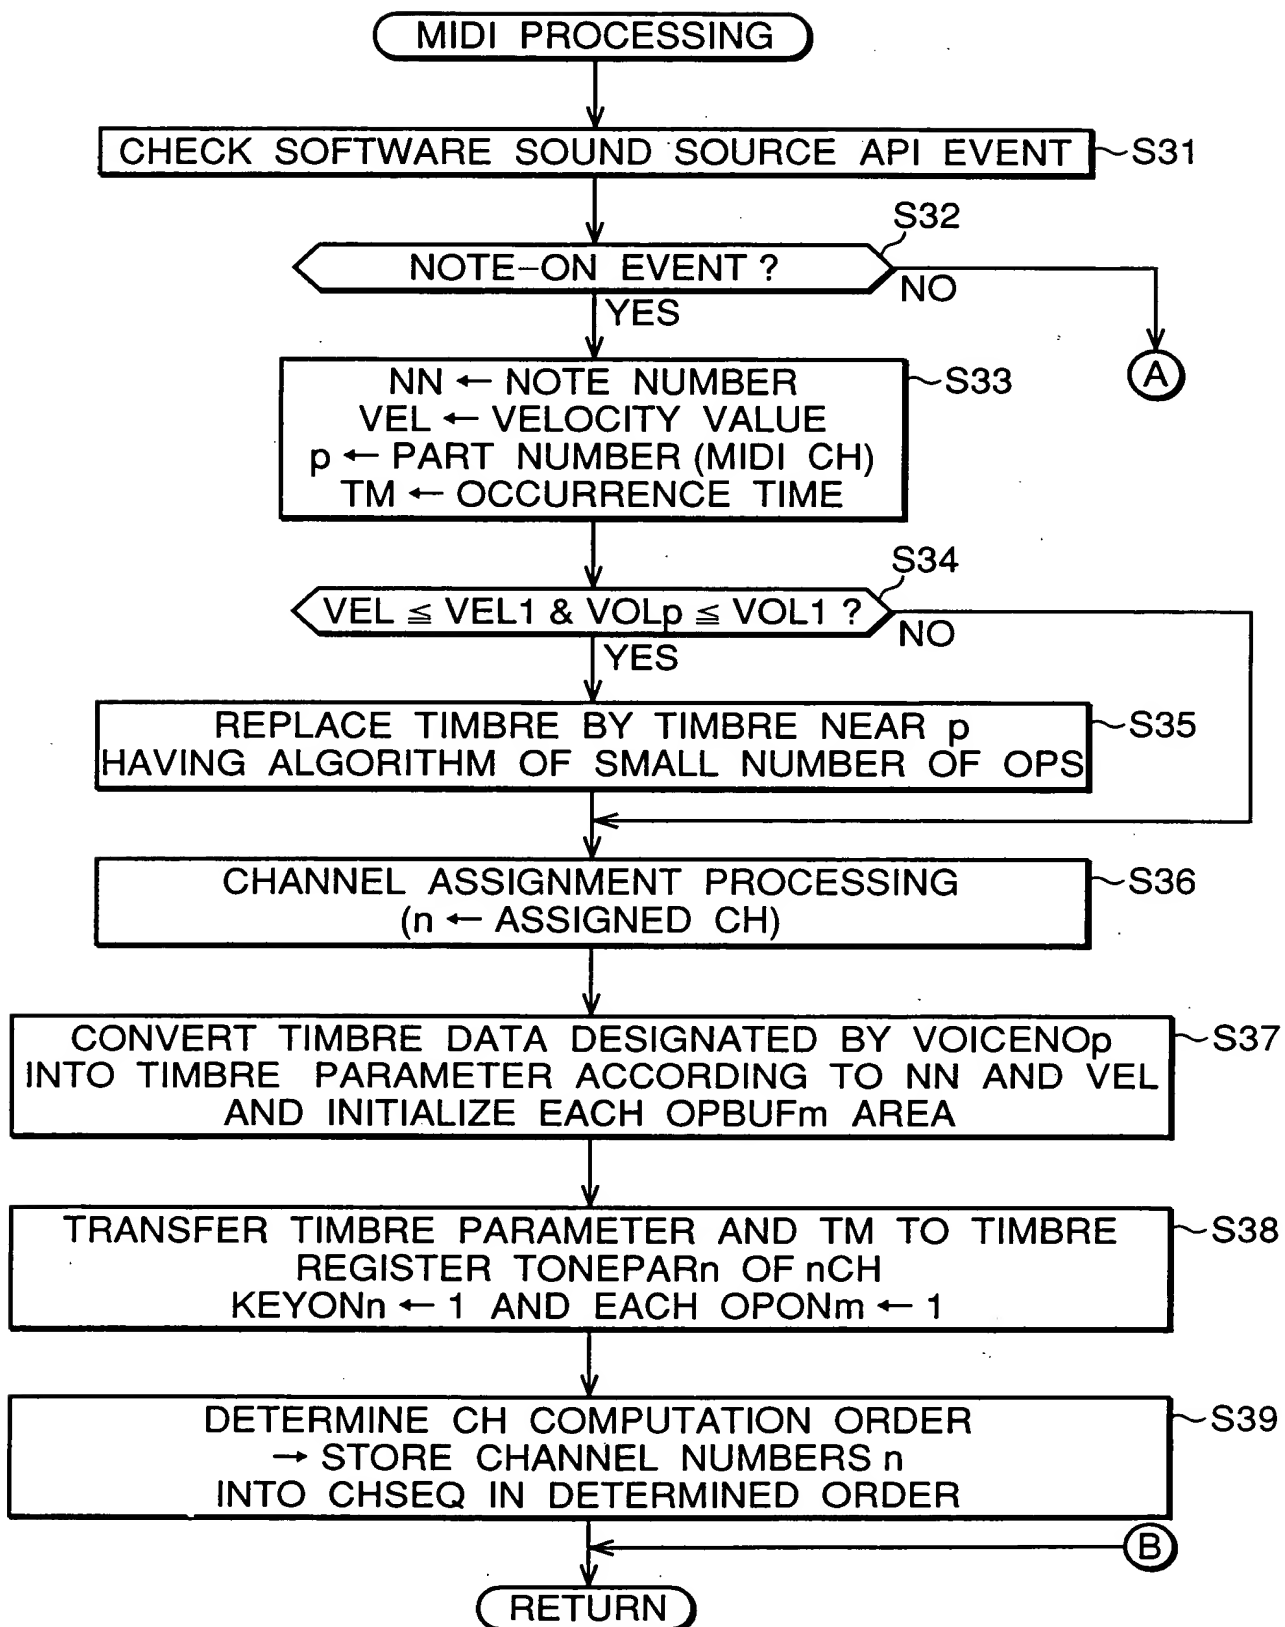 MIDI PROCESSING
CHECK SOFTWARE SOUND SOURCE API EVENT
S31
S32
NOTE-ON EVENT ?
NO
YES
A
S33
NN ← NOTE NUMBER
VEL ← VELOCITY VALUE
p ← PART NUMBER (MIDI CH)
TM ← OCCURRENCE TIME
S34
VEL ≦ VEL1 & VOLp ≦ VOL1 ?
NO
YES
REPLACE TIMBRE BY TIMBRE NEAR p
HAVING ALGORITHM OF SMALL NUMBER OF OPS
S35
CHANNEL ASSIGNMENT PROCESSING
(n ← ASSIGNED CH)
S36
CONVERT TIMBRE DATA DESIGNATED BY VOICENOp
INTO TIMBRE PARAMETER ACCORDING TO NN AND VEL
AND INITIALIZE EACH OPBUFm AREA
S37
TRANSFER TIMBRE PARAMETER AND TM TO TIMBRE
REGISTER TONEPARn OF nCH
KEYONn ← 1 AND EACH OPONm ← 1
S38
DETERMINE CH COMPUTATION ORDER
→ STORE CHANNEL NUMBERS n
INTO CHSEQ IN DETERMINED ORDER
S39
B
RETURN